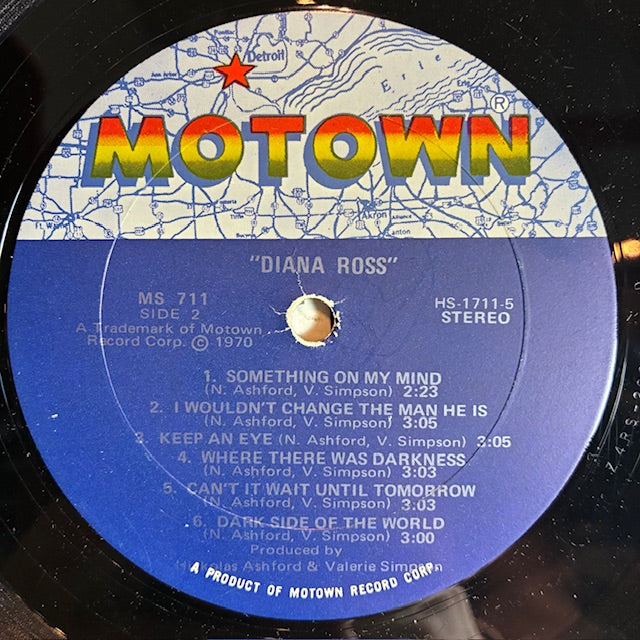 Detroit
Erie
MOTOWN®
Akron
"DIANA ROSS"
MS 711
SIDE 2
A Trademark of Motown
Record Corp. © 1970
HS-1711-5
STEREO
1. SOMETHING ON MY MIND
(N. Ashford, V. Simpson) 2:23
2. I WOULDN'T CHANGE THE MAN HE IS
(N. Ashford, V. Simpson) 3:05
3. KEEP AN EYE (N. Ashford, V. Simpson) 3:05
4. WHERE THERE WAS DARKNESS
(N. Ashford, V. Simpson) 3:03
5. CAN'T IT WAIT UNTIL TOMORROW
(N. Ashford, V. Simpson) 3:03
6. DARK SIDE OF THE WORLD
(N. Ashford, V. Simpson) 3:00
Produced by
Nickolas Ashford & Valerie Simpson
A PRODUCT OF MOTOWN RECORD CORP.